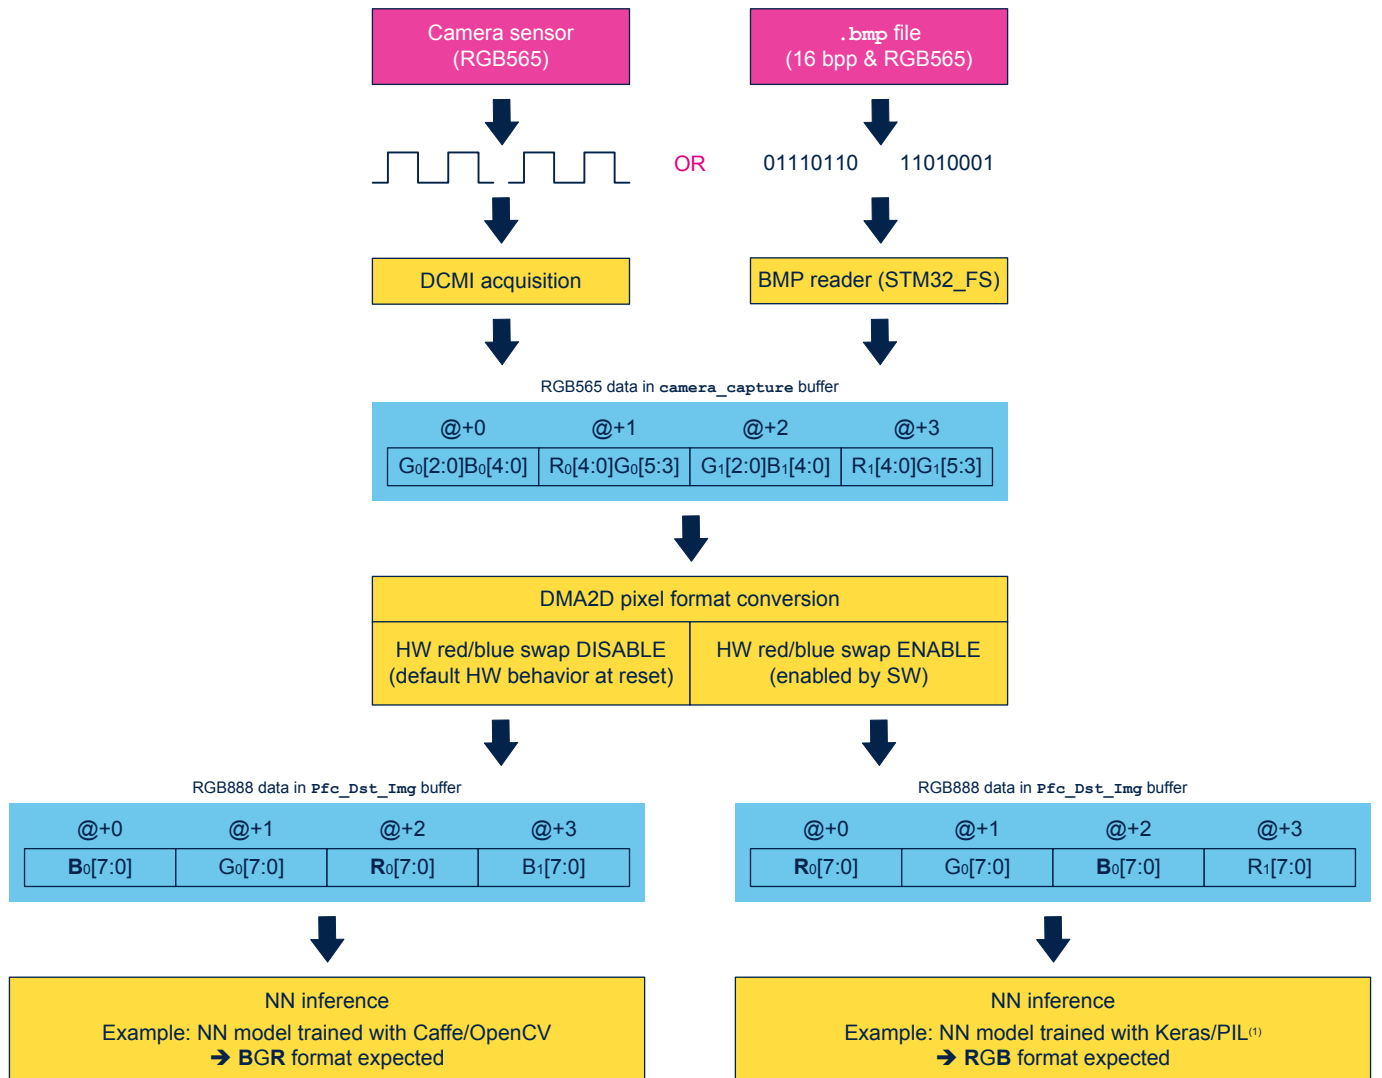 Camera sensor
(RGB565)
.bmp file
(16 bpp & RGB565)
OR
01110110 11010001
DCMI acquisition
BMP reader (STM32_FS)
RGB565 data in camera_capture buffer
@+0 @+1 @+2 @+3
G0[2:0]B0[4:0] R0[4:0]G0[5:3] G1[2:0]B1[4:0] R1[4:0]G1[5:3]
DMA2D pixel format conversion
HW red/blue swap DISABLE
(default HW behavior at reset)
HW red/blue swap ENABLE
(enabled by SW)
RGB888 data in Pfc_Dst_Img buffer
@+0 @+1 @+2 @+3
B0[7:0] G0[7:0] R0[7:0] B1[7:0]
RGB888 data in Pfc_Dst_Img buffer
@+0 @+1 @+2 @+3
R0[7:0] G0[7:0] B0[7:0] R1[7:0]
NN inference
Example: NN model trained with Caffe/OpenCV
➔ BGR format expected
NN inference
Example: NN model trained with Keras/PIL(1)
➔ RGB format expected